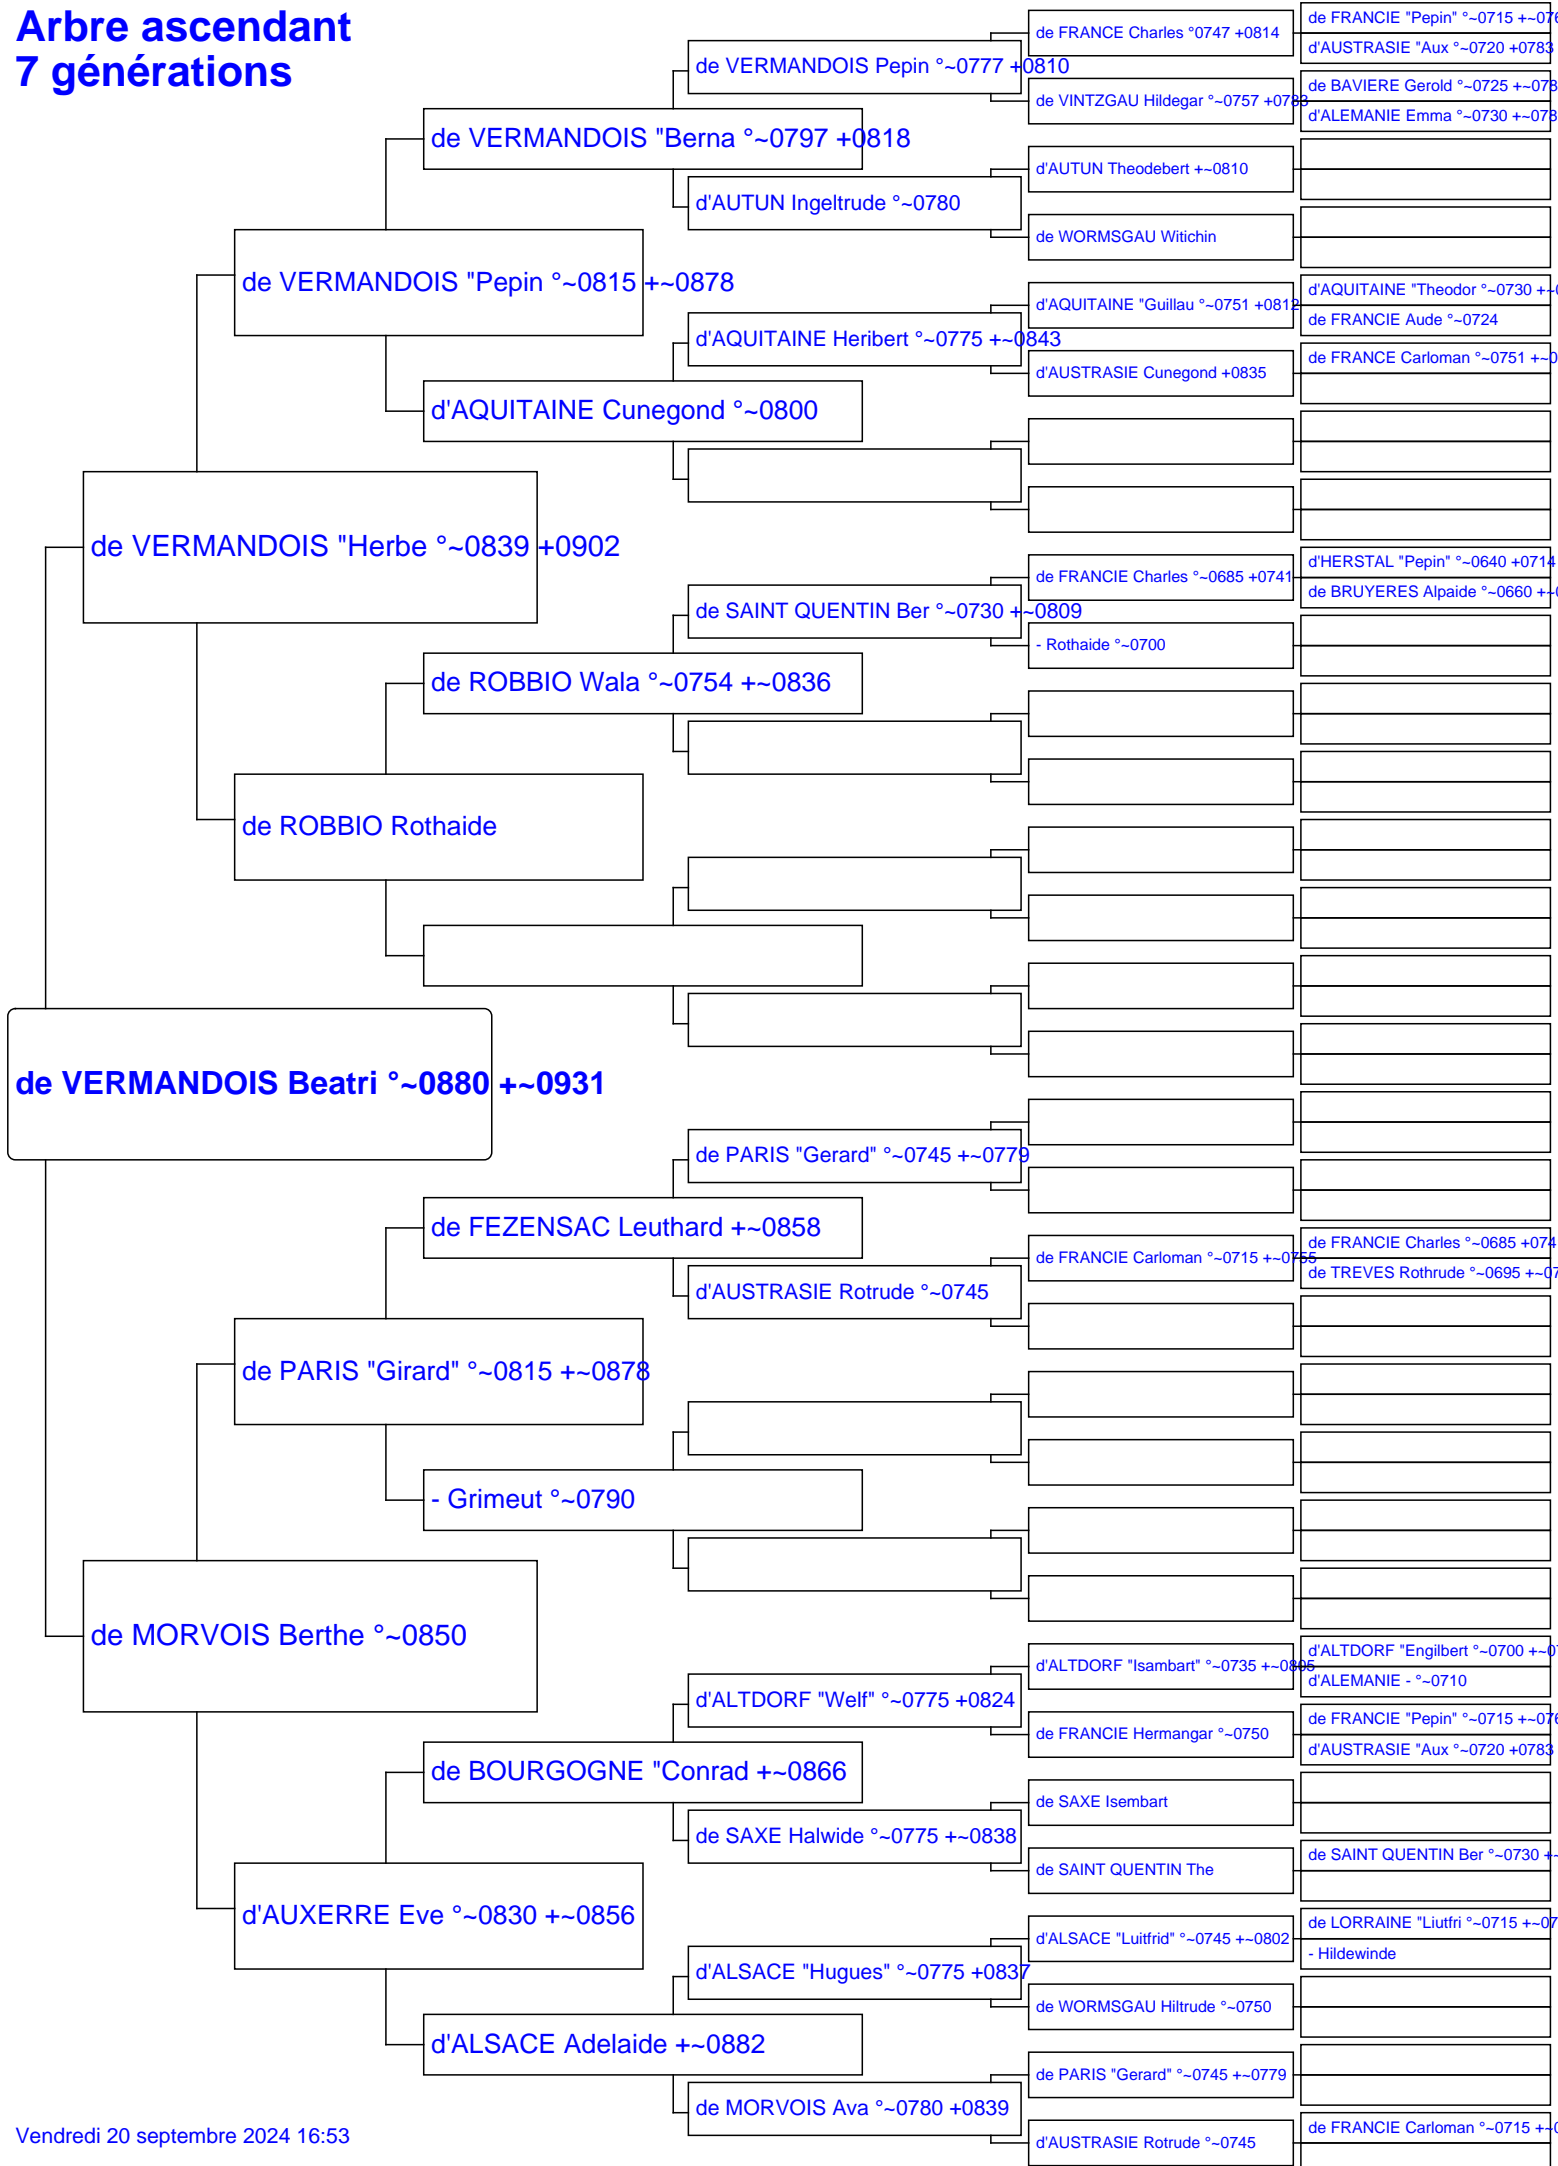 Arbre ascendant
7 générations
de FRANCE Charles °0747 +0814
de FRANCIE "Pepin" °~0715 +~076
d'AUSTRASIE "Aux °~0720 +0783
de VERMANDOIS Pepin °~0777 +0810
de VINTZGAU Hildegar °~0757 +0783
de BAVIERE Gerold °~0725 +~078
d'ALEMANIE Emma °~0730 +~078
de VERMANDOIS "Berna °~0797 +0818
d'AUTUN Theodebert +~0810
d'AUTUN Ingeltrude °~0780
de WORMSGAU Witichin
de VERMANDOIS "Pepin °~0815 +~0878
d'AQUITAINE "Guillau °~0751 +0812
d'AQUITAINE "Theodor °~0730 +~0
de FRANCIE Aude °~0724
d'AQUITAINE Heribert °~0775 +~0843
d'AUSTRASIE Cunegond +0835
de FRANCE Carloman °~0751 +~0
d'AQUITAINE Cunegond °~0800
de VERMANDOIS "Herbe °~0839 +0902
de FRANCIE Charles °~0685 +0741
d'HERSTAL "Pepin" °~0640 +0714
de BRUYERES Alpaide °~0660 +~0
de SAINT QUENTIN Ber °~0730 +~0809
- Rothaide °~0700
de ROBBIO Wala °~0754 +~0836
de ROBBIO Rothaide
de VERMANDOIS Beatri °~0880 +~0931
de PARIS "Gerard" °~0745 +~0779
de FEZENSAC Leuthard +~0858
de FRANCIE Carloman °~0715 +~0755
de FRANCIE Charles °~0685 +074
de TREVES Rothrude °~0695 +~07
d'AUSTRASIE Rotrude °~0745
de PARIS "Girard" °~0815 +~0878
- Grimeut °~0790
de MORVOIS Berthe °~0850
d'ALTDORF "Isambart" °~0735 +~0805
d'ALTDORF "Engilbert °~0700 +~07
d'ALEMANIE - °~0710
d'ALTDORF "Welf" °~0775 +0824
de FRANCIE Hermangar °~0750
de FRANCIE "Pepin" °~0715 +~076
d'AUSTRASIE "Aux °~0720 +0783
de BOURGOGNE "Conrad +~0866
de SAXE Isembart
de SAXE Halwide °~0775 +~0838
de SAINT QUENTIN The
de SAINT QUENTIN Ber °~0730 +~
d'AUXERRE Eve °~0830 +~0856
d'ALSACE "Luitfrid" °~0745 +~0802
de LORRAINE "Liutfri °~0715 +~07
- Hildewinde
d'ALSACE "Hugues" °~0775 +0837
de WORMSGAU Hiltrude °~0750
d'ALSACE Adelaide +~0882
de PARIS "Gerard" °~0745 +~0779
de MORVOIS Ava °~0780 +0839
d'AUSTRASIE Rotrude °~0745
de FRANCIE Carloman °~0715 +~0
Vendredi 20 septembre 2024 16:53